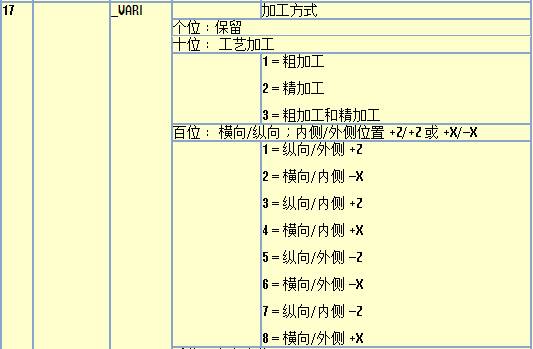 17 _VARI 加工方式
个位：保留
十位： 工艺加工
1 = 粗加工
2 = 精加工
3 = 粗加工和精加工
百位： 横向/纵向；内侧/外侧位置 +Z/+Z 或 +X/-X
1 = 纵向/外侧 +Z
2 = 横向/内侧 -X
3 = 纵向/内侧 +Z
4 = 横向/内侧 +X
5 = 纵向/外侧 -Z
6 = 横向/外侧 -X
7 = 纵向/内侧 -Z
8 = 横向/外侧 +X